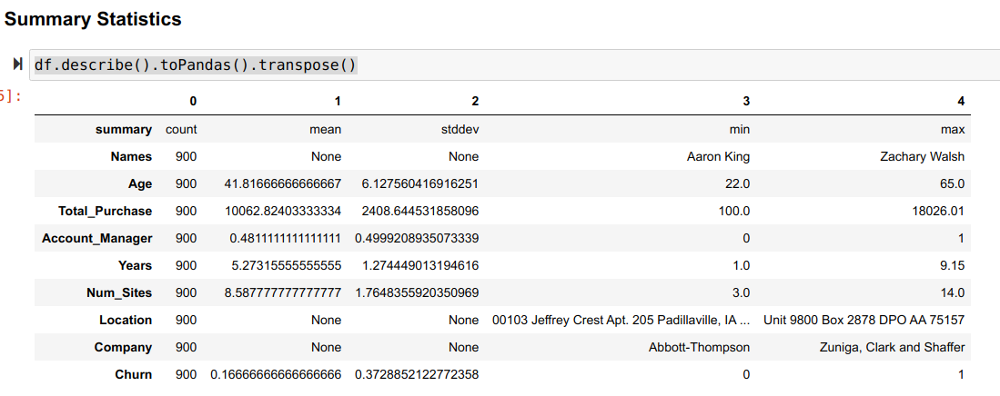 Summary Statistics
df.describe().toPandas().transpose()
5]:
0 1 2 3 4
summary count mean stddev min max
Names 900 None None Aaron King Zachary Walsh
Age 900 41.81666666666667 6.127560416916251 22.0 65.0
Total_Purchase 900 10062.82403333334 2408.644531858096 100.0 18026.01
Account_Manager 900 0.4811111111111111 0.4999208935073339 0 1
Years 900 5.27315555555555 1.274449013194616 1.0 9.15
Num_Sites 900 8.587777777777777 1.7648355920350969 3.0 14.0
Location 900 None None 00103 Jeffrey Crest Apt. 205 Padillaville, IA ... Unit 9800 Box 2878 DPO AA 75157
Company 900 None None Abbott-Thompson Zuniga, Clark and Shaffer
Churn 900 0.16666666666666666 0.3728852122772358 0 1